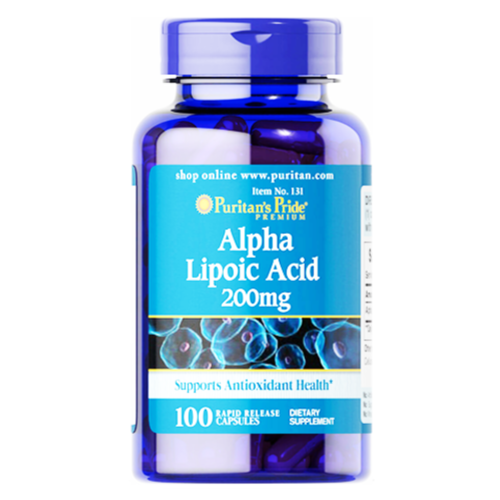 shop online www.puritan.com
Item No. 131
Puritan's Pride®
PREMIUM
Alpha
Lipoic Acid
200mg
Supports Antioxidant Health*
100 RAPID RELEASE CAPSULES
DIETARY SUPPLEMENT